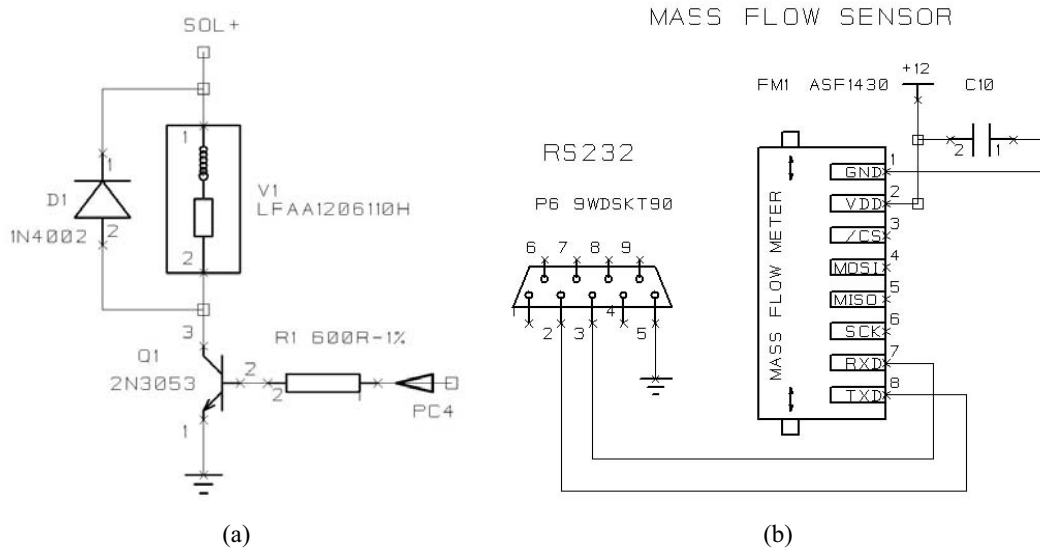 MASS FLOW SENSOR
SOL+
1
V1
LFAA1206110H
2
D1
1
2
1N4002
3
Q1
2N3053
2
1
R1 600R-1%
2
1
PC4
(a)
RS232
P6 9WDSKT90
6 7 8 9
1 2 3 4 5
FM1 ASF1430
+12
C10
2 1
MASS FLOW METER
GND 1
VDD 2
/CS 3
MOSI 4
MISO 5
SCK 6
RXD 7
TXD 8
(b)